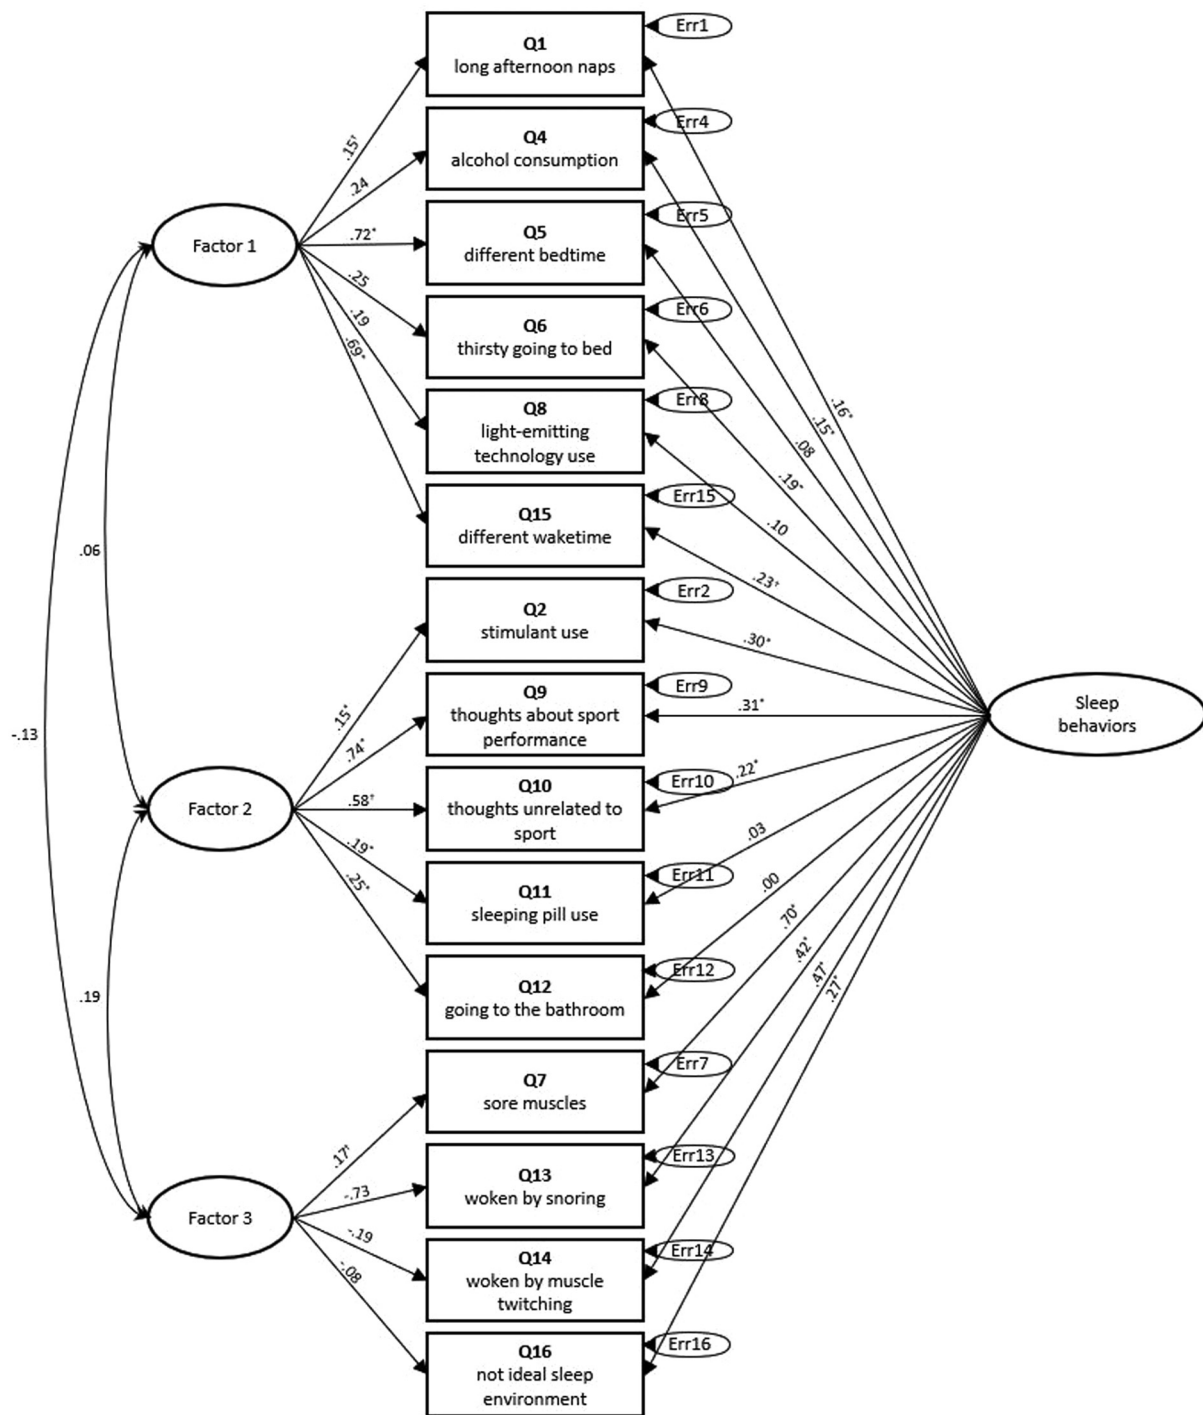 Err1
Q1
long afternoon naps
Err4
Q4
alcohol consumption
Err5
Q5
different bedtime
Err6
Q6
thirsty going to bed
Err8
Q8
light-emitting
technology use
Err15
Q15
different waketime
Err2
Q2
stimulant use
Err9
Q9
thoughts about sport
performance
Err10
Q10
thoughts unrelated to
sport
Err11
Q11
sleeping pill use
Err12
Q12
going to the bathroom
Err7
Q7
sore muscles
Err13
Q13
woken by snoring
Err14
Q14
woken by muscle
twitching
Err16
Q16
not ideal sleep
environment
Factor 1
.15†
.24
.72*
.25
.19
.69*
Factor 2
.15*
.74*
.58†
.19*
.25*
Factor 3
.17†
-.73
-.19
-.08
.06
-.13
.19
Sleep
behaviors
.16*
.15*
.08
.19*
.10
.23†
.30*
.31*
.22*
.03
.00
.70*
.42*
.47*
.27*